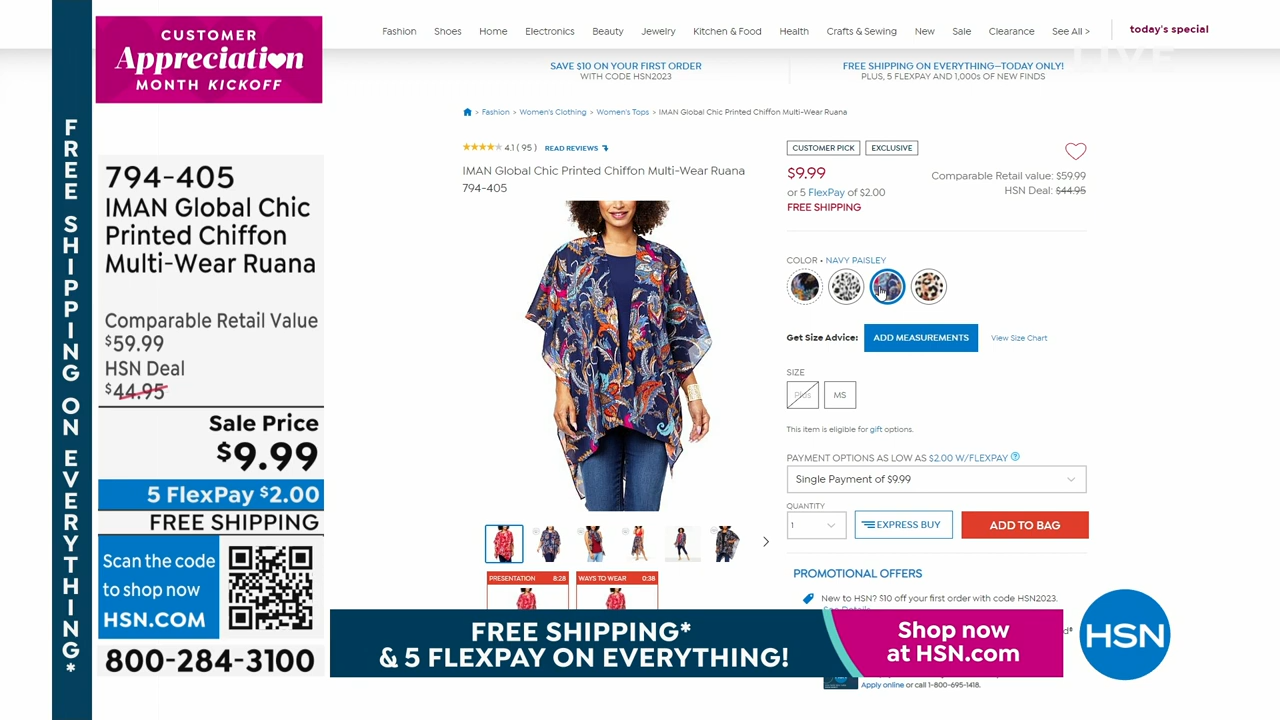 FREE SHIPPING ON EVERYTHING!*
CUSTOMER
Appreciation
MONTH KICKOFF
794-405
IMAN Global Chic
Printed Chiffon
Multi-Wear Ruana
Comparable Retail Value
$59.99
HSN Deal
$44.95
Sale Price
$9.99
5 FlexPay $2.00
FREE SHIPPING
Scan the code
to shop now
HSN.COM
800-284-3100
Fashion Shoes Home Electronics Beauty Jewelry Kitchen & Food Health Crafts & Sewing New Sale Clearance See All > today's special
LIVE
SAVE $10 ON YOUR FIRST ORDER
WITH CODE HSN2023
FREE SHIPPING ON EVERYTHING—TODAY ONLY!
PLUS, 5 FLEXPAY AND 1,000s OF NEW FINDS
> Fashion > Women's Clothing > Women's Tops > IMAN Global Chic Printed Chiffon Multi-Wear Ruana
4.1 ( 95 ) READ REVIEWS
IMAN Global Chic Printed Chiffon Multi-Wear Ruana
794-405
PRESENTATION 8:28
WAYS TO WEAR 0:38
CUSTOMER PICK EXCLUSIVE
$9.99
Comparable Retail value: $59.99
or 5 FlexPay of $2.00
HSN Deal: $44.95
FREE SHIPPING
COLOR • NAVY PAISLEY
Get Size Advice: ADD MEASUREMENTS View Size Chart
SIZE
Plus MS
This item is eligible for gift options.
PAYMENT OPTIONS AS LOW AS $2.00 W/FLEXPAY
Single Payment of $9.99
QUANTITY
1 EXPRESS BUY ADD TO BAG
PROMOTIONAL OFFERS
New to HSN? $10 off your first order with code HSN2023.
See Details
Apply online or call 1-800-695-1418.
FREE SHIPPING*
& 5 FLEXPAY ON EVERYTHING!
Shop now
at HSN.com
HSN